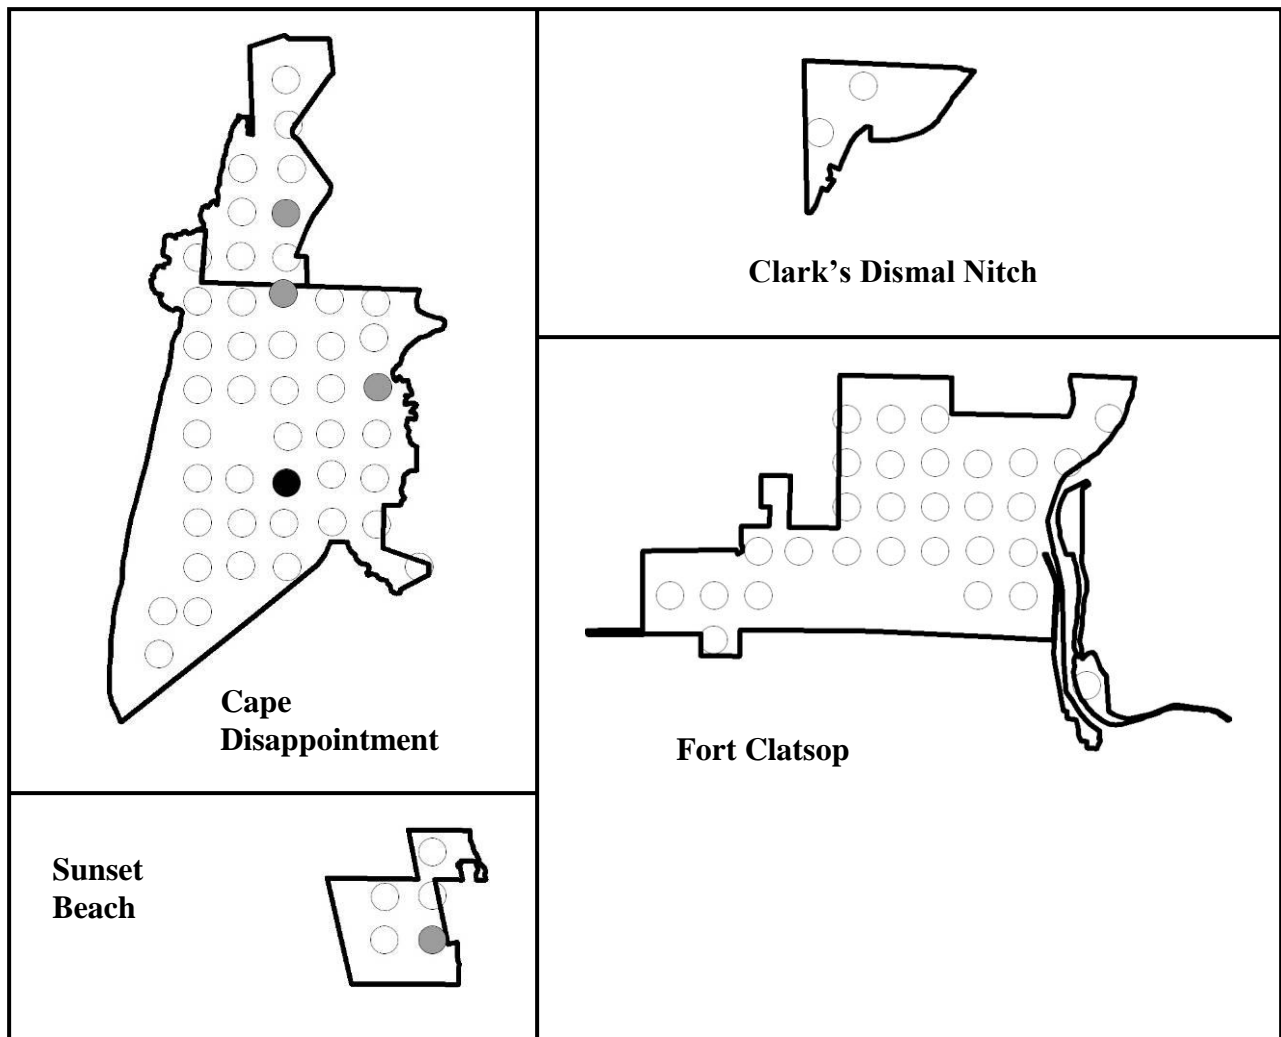 Clark’s Dismal Nitch
Cape
Disappointment
Fort Clatsop
Sunset
Beach